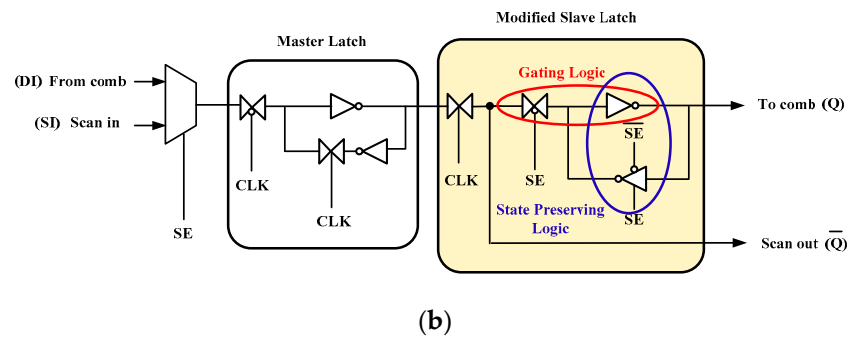 Modified Slave Latch
Master Latch
Gating Logic
(DI) From comb
To comb (Q)
(SI) Scan in
SE
CLK
CLK
SE
CLK
State Preserving
Logic
SE
SE
Scan out (Q̅)
(b)